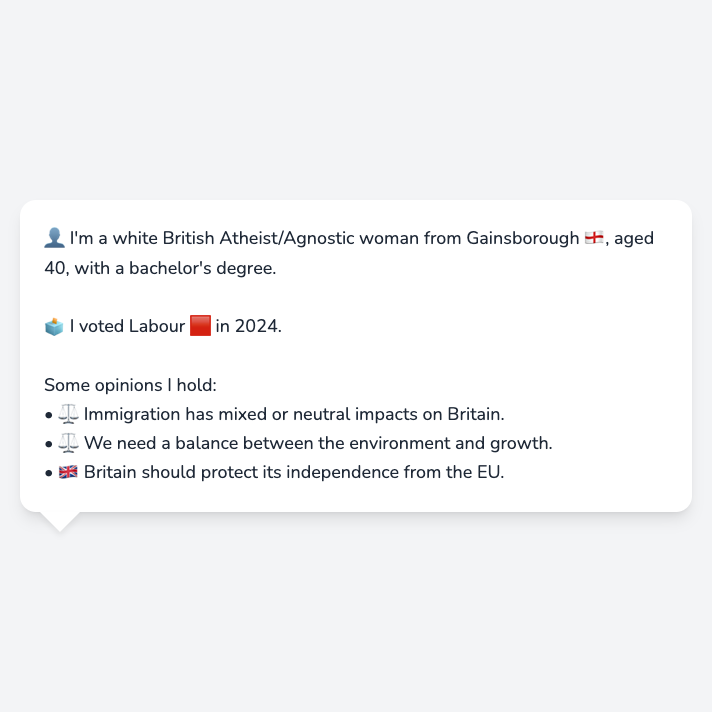 👤 I'm a white British Atheist/Agnostic woman from Gainsborough 🏴󠁧󠁢󠁥󠁮󠁧󠁿, aged
40, with a bachelor's degree.
🗳️ I voted Labour 🟥 in 2024.
Some opinions I hold:
• ⚖️ Immigration has mixed or neutral impacts on Britain.
• ⚖️ We need a balance between the environment and growth.
• 🇬🇧 Britain should protect its independence from the EU.